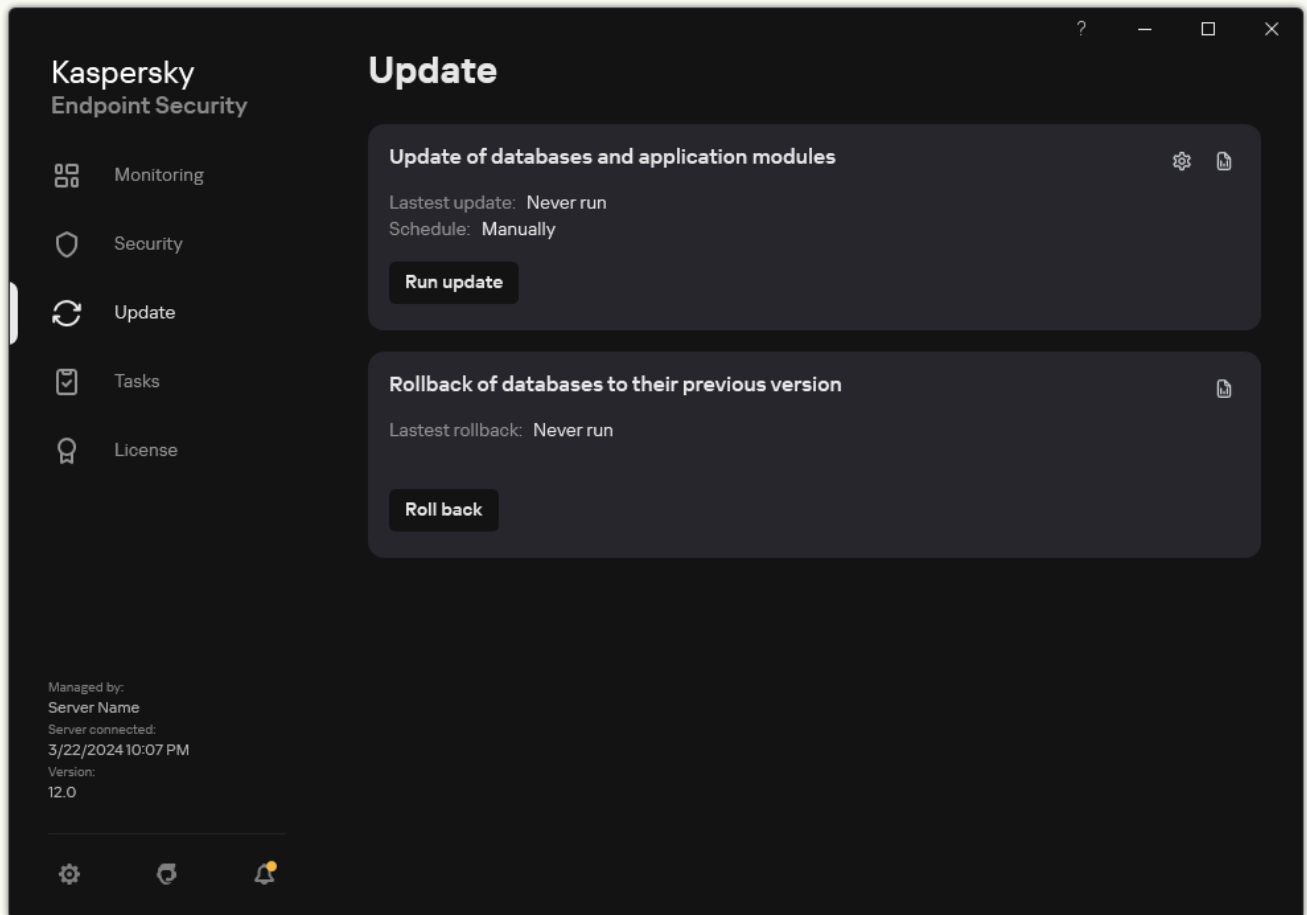 ?
Kaspersky
Endpoint Security
Monitoring
Security
Update
Tasks
License
Managed by:
Server Name
Server connected:
3/22/2024 10:07 PM
Version:
12.0
Update
Update of databases and application modules
Lastest update: Never run
Schedule: Manually
Run update
Rollback of databases to their previous version
Lastest rollback: Never run
Roll back